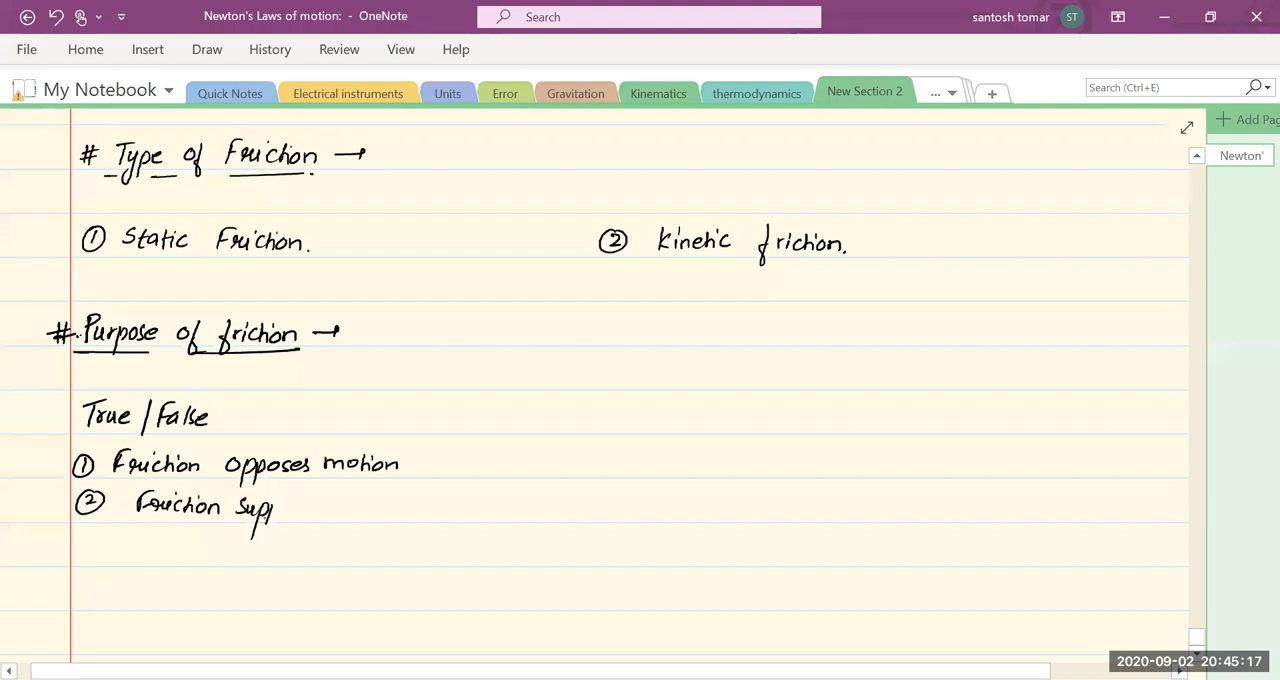 Newton's Laws of motion: - OneNote
Search
santosh tomar
ST
File Home Insert Draw History Review View Help
My Notebook
Quick Notes Electrical instruments Units Error Gravitation Kinematics thermodynamics New Section 2 ...
Search (Ctrl+E)
Add Pag
Newton'
# Type of Friction →
① Static Friction. ② Kinetic friction.
# Purpose of friction →
True / False
① Friction opposes motion
② Friction supp
2020-09-02 20:45:17